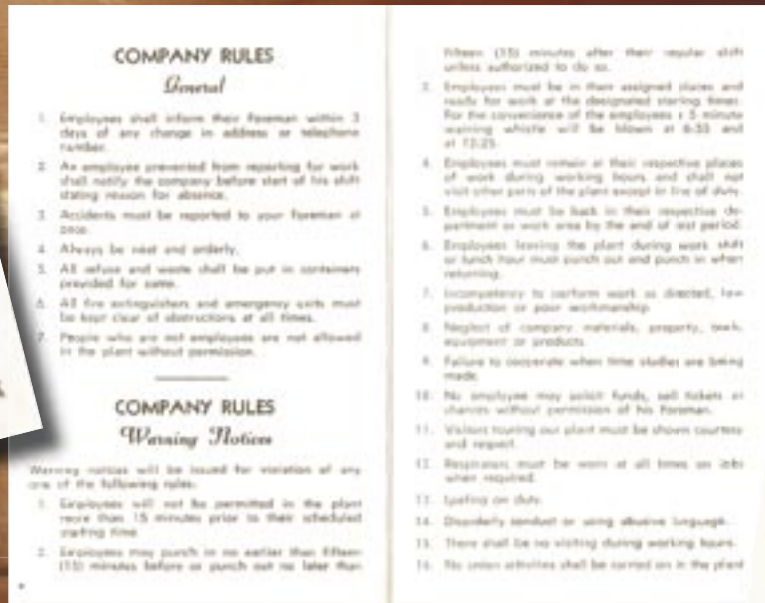 COMPANY RULES
General
1. Employees shall inform their Foreman within 3
days of any change in address or telephone
number.
2. An employee prevented from reporting for work
shall notify the company before start of his shift
stating reason for absence.
3. Accidents must be reported to your Foreman at
once.
4. Always be neat and orderly.
5. All refuse and waste shall be put in containers
provided for same.
6. All fire extinguishers and emergency exits must
be kept clear of obstructions at all times.
7. People who are not employees are not allowed
in the plant without permission.
COMPANY RULES
Warning Notices
Warning notices will be issued for violation of any
one of the following rules:
1. Employees will not be permitted in the plant
more than 15 minutes prior to their scheduled
starting time.
2. Employees may punch in no earlier than fifteen
(15) minutes before or punch out no later than
fifteen (15) minutes after their regular shift
unless authorized to do so.
3. Employees must be in their assigned places and
ready for work at the designated starting times.
For the convenience of the employees a 5 minute
warning whistle will be blown at 6:55 and
at 12:25.
4. Employees must remain at their respective places
of work during working hours and shall not
visit other parts of the plant except in line of duty.
5. Employees must be back in their respective de-
partment or work area by the end of rest period.
6. Employees leaving the plant during work shift
or lunch hour must punch out and punch in when
returning.
7. Incompetency to perform work as directed, low
production or poor workmanship.
8. Neglect of company materials, property, tools,
equipment or products.
9. Failure to cooperate when time studies are being
made.
10. No employee may solicit funds, sell tickets or
chances without permission of his Foreman.
11. Visitors touring our plant must be shown courtesy
and respect.
12. Respirators must be worn at all times on jobs
when required.
13. Loafing on duty.
14. Disorderly conduct or using abusive language.
15. There shall be no visiting during working hours.
16. No union activities shall be carried on in the plant